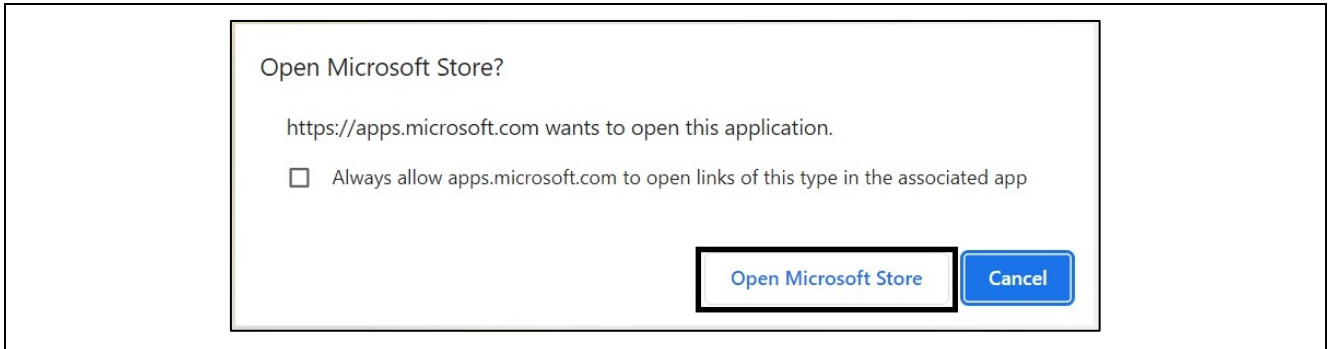 Open Microsoft Store?
https://apps.microsoft.com wants to open this application.
Always allow apps.microsoft.com to open links of this type in the associated app
Open Microsoft Store Cancel